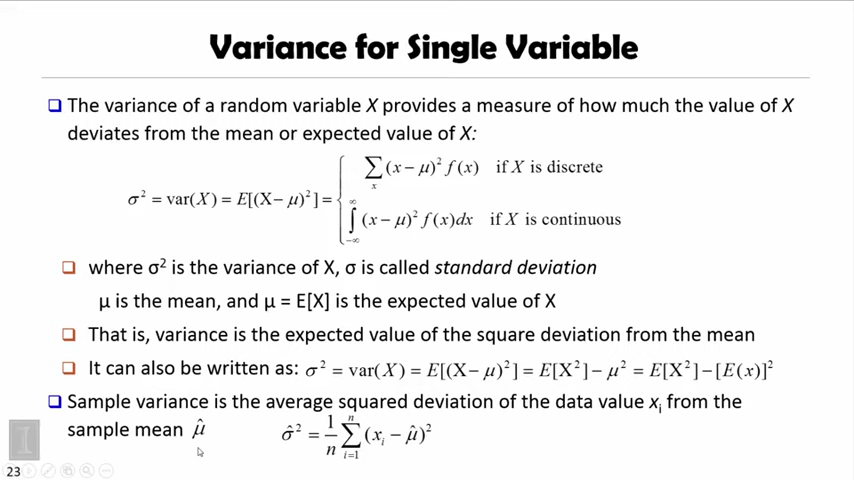 Variance for Single Variable
❑ The variance of a random variable X provides a measure of how much the value of X
deviates from the mean or expected value of X:
σ² = var(X) = E[(X − μ)²] = { ∑ₓ (x − μ)² f(x) if X is discrete
∫_{−∞}^{∞} (x − μ)² f(x)dx if X is continuous
❑ where σ² is the variance of X, σ is called standard deviation
μ is the mean, and μ = E[X] is the expected value of X
❑ That is, variance is the expected value of the square deviation from the mean
❑ It can also be written as: σ² = var(X) = E[(X − μ)²] = E[X²] − μ² = E[X²] − [E(x)]²
❑ Sample variance is the average squared deviation of the data value xᵢ from the
sample mean μ̂ σ̂² = 1/n ∑_{i=1}^{n} (xᵢ − μ̂)²
23